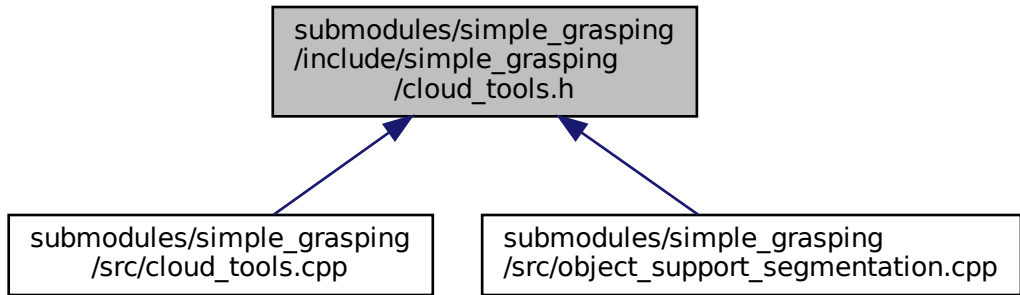 submodules/simple_grasping
/include/simple_grasping
/cloud_tools.h
submodules/simple_grasping
/src/cloud_tools.cpp
submodules/simple_grasping
/src/object_support_segmentation.cpp